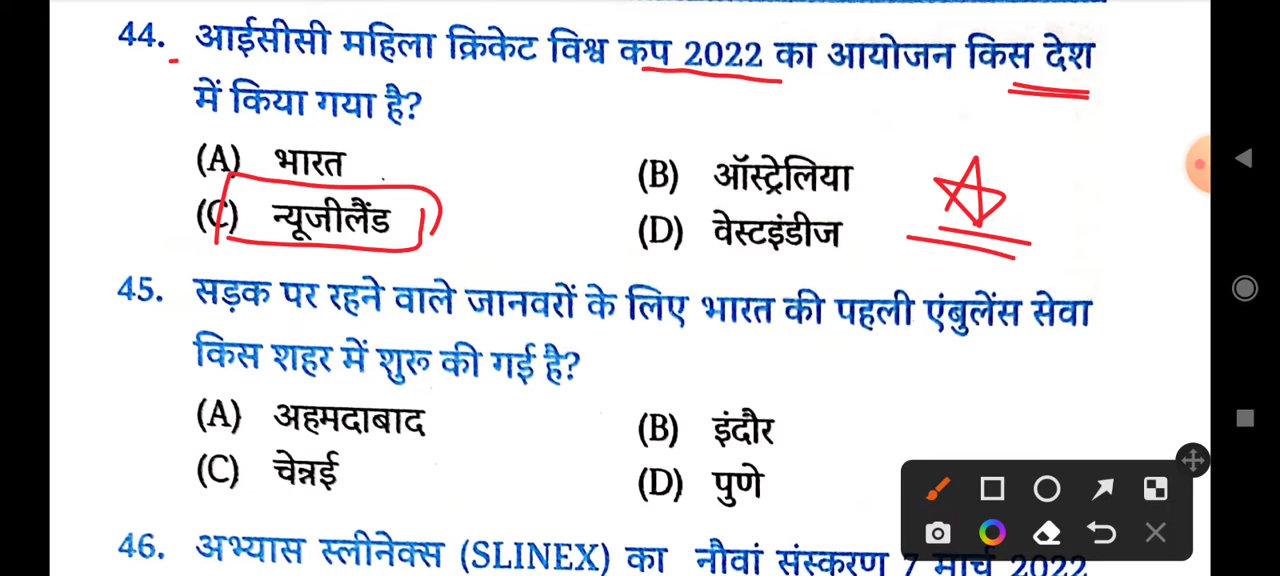 44. आईसीसी महिला क्रिकेट विश्व कप 2022 का आयोजन किस देश
में किया गया है?
(A) भारत (B) ऑस्ट्रेलिया
(C) न्यूजीलैंड (D) वेस्टइंडीज
45. सड़क पर रहने वाले जानवरों के लिए भारत की पहली एंबुलेंस सेवा
किस शहर में शुरू की गई है?
(A) अहमदाबाद (B) इंदौर
(C) चेन्नई (D) पुणे
46. अभ्यास स्लीनेक्स (SLINEX) का नौवां संस्करण 7 मार्च 2022